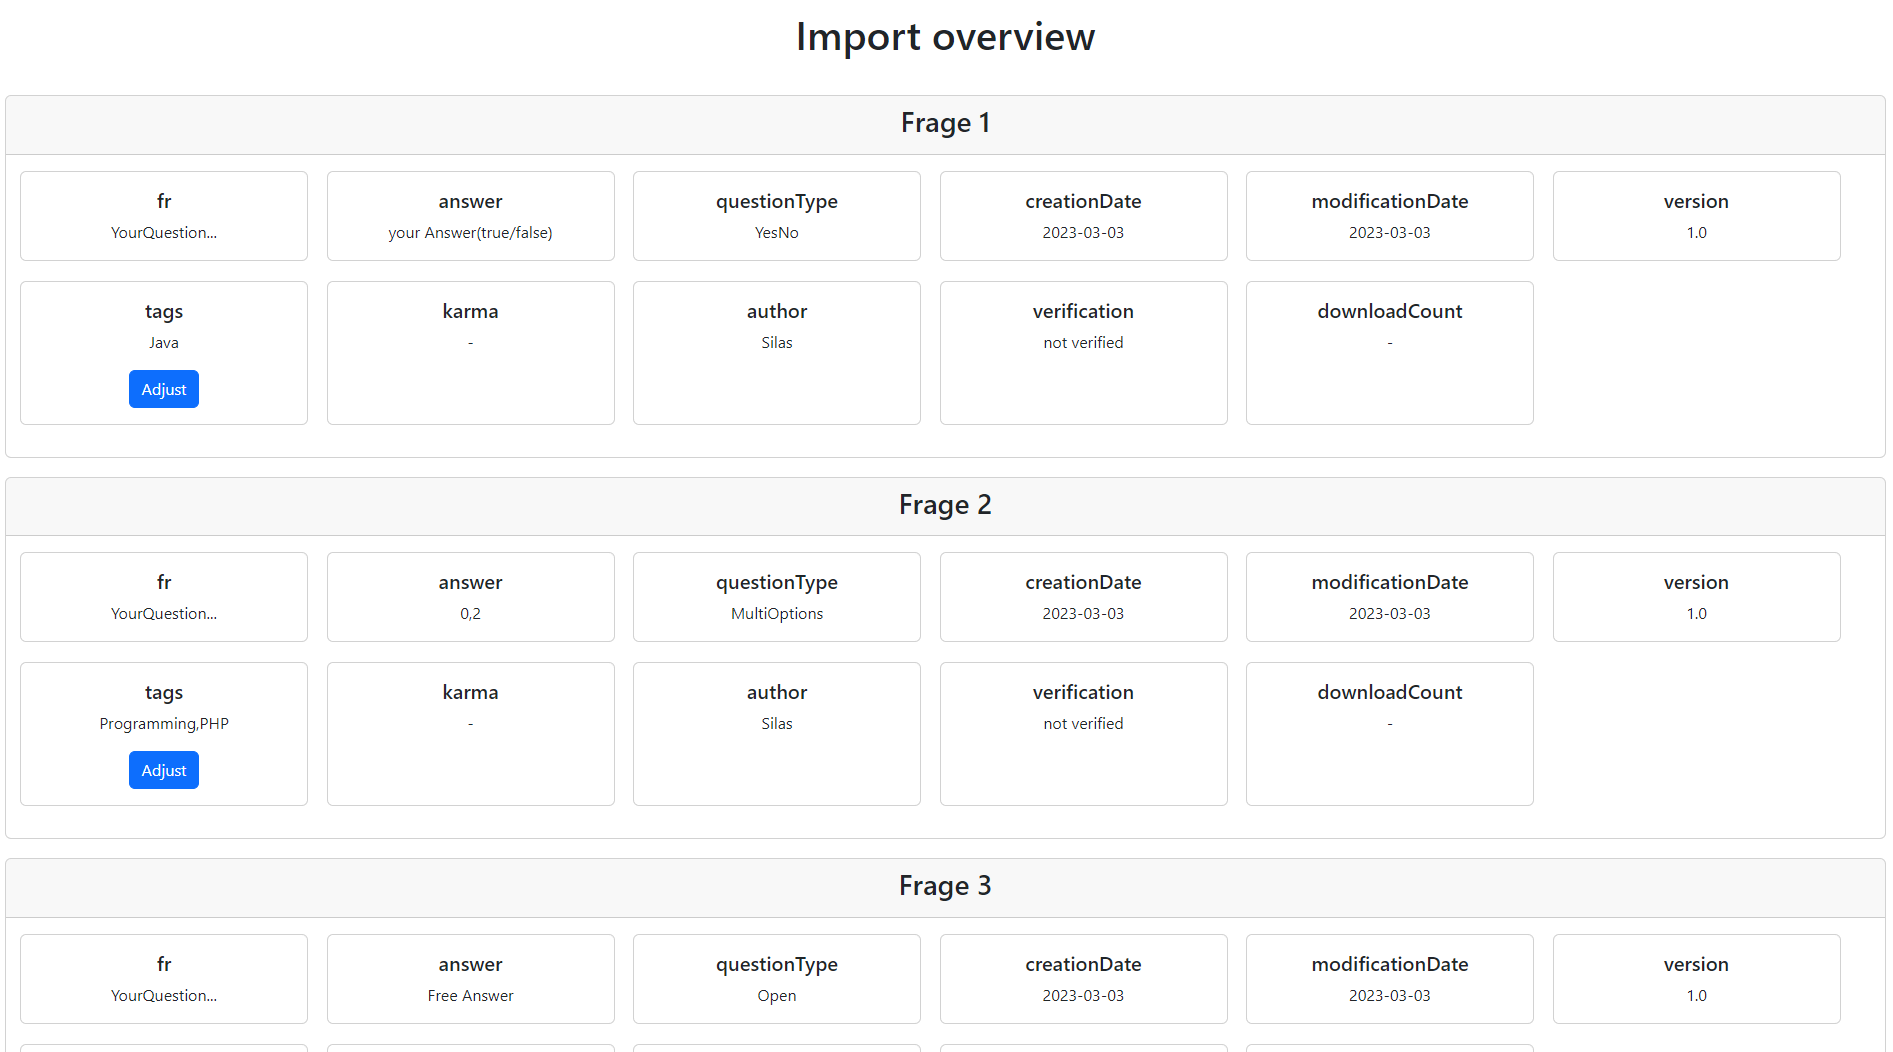 Import overview
Frage 1
fr answer questionType creationDate modificationDate version
YourQuestion... your Answer(true/false) YesNo 2023-03-03 2023-03-03 1.0
tags karma author verification downloadCount
Java - Silas not verified -
Adjust
Frage 2
fr answer questionType creationDate modificationDate version
YourQuestion... 0,2 MultiOptions 2023-03-03 2023-03-03 1.0
tags karma author verification downloadCount
Programming,PHP - Silas not verified -
Adjust
Frage 3
fr answer questionType creationDate modificationDate version
YourQuestion... Free Answer Open 2023-03-03 2023-03-03 1.0